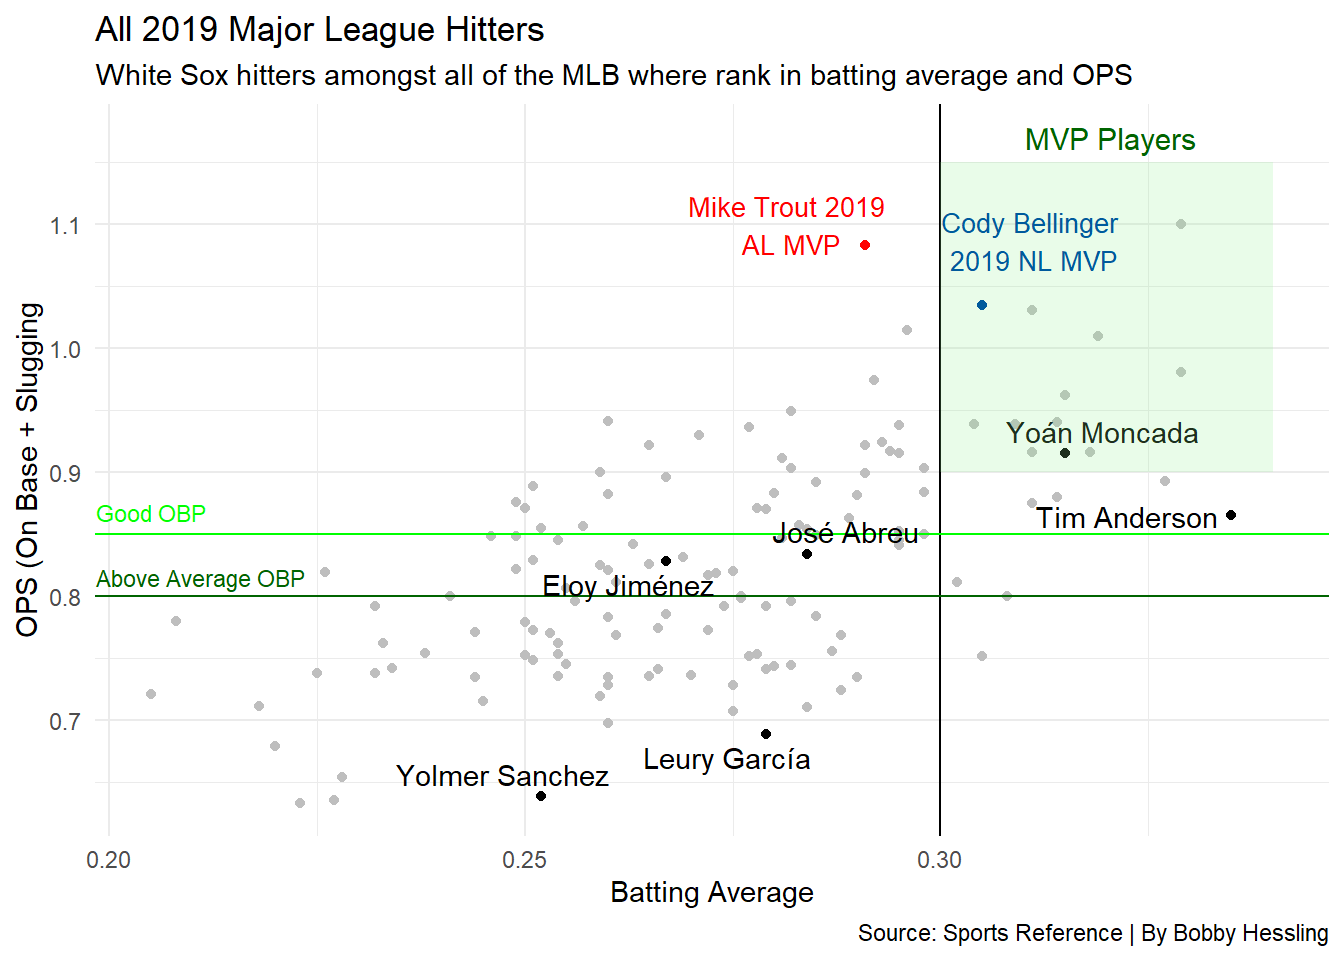 All 2019 Major League Hitters
White Sox hitters amongst all of the MLB where rank in batting average and OPS
MVP Players
Mike Trout 2019
AL MVP
Cody Bellinger
2019 NL MVP
Yoán Moncada
Tim Anderson
Good OBP
José Abreu
Above Average OBP
Eloy Jiménez
Leury García
Yolmer Sanchez
OPS (On Base + Slugging
1.1
1.0
0.9
0.8
0.7
0.20
0.25
0.30
Batting Average
Source: Sports Reference | By Bobby Hessling